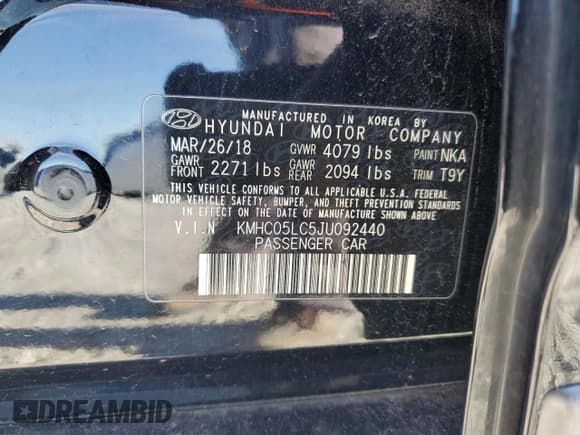 MANUFACTURED IN KOREA BY
HYUNDAI MOTOR COMPANY
MAR/26/18 GVWR 4079 lbs PAINT NKA
GAWR FRONT 2271 lbs GAWR REAR 2094 lbs TRIM T9Y
THIS VEHICLE CONFORMS TO ALL APPLICABLE U.S.A. FEDERAL
MOTOR VEHICLE SAFETY, BUMPER, AND THEFT PREVENTION STANDARDS
IN EFFECT ON THE DATE OF MANUFACTURE SHOWN ABOVE.
V.I.N KMHC05LC5JU092440
PASSENGER CAR
DREAMBID